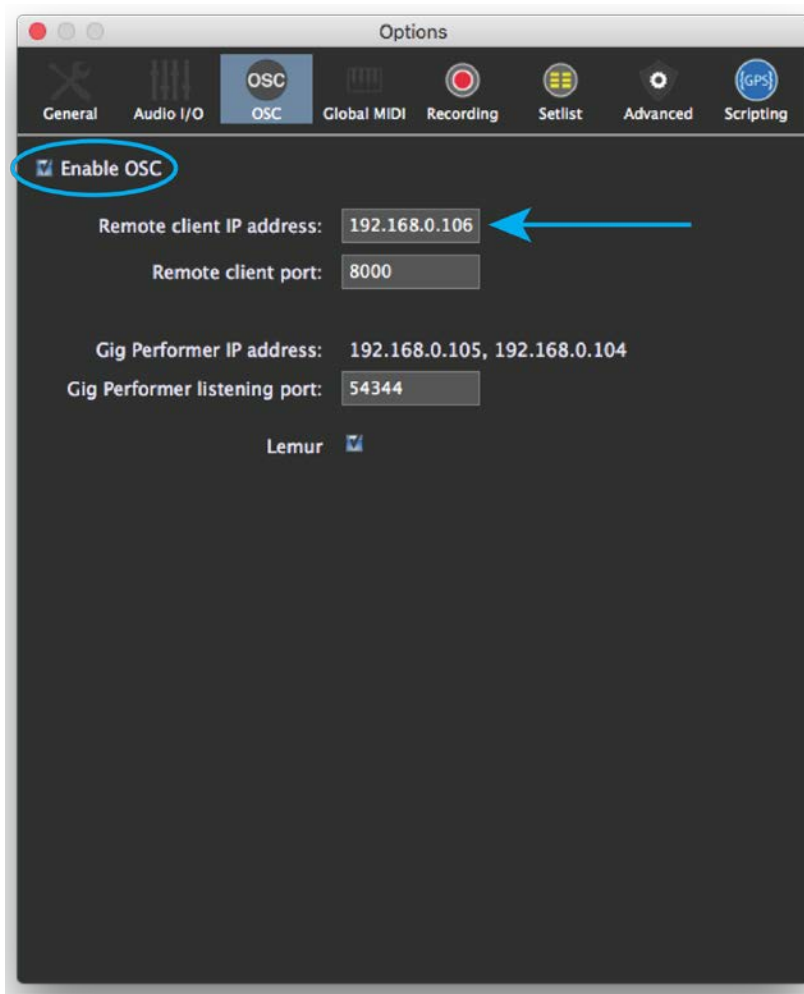 Options
OSC
{GPS}
General Audio I/O OSC Global MIDI Recording Setlist Advanced Scripting
Enable OSC
Remote client IP address: 192.168.0.106
Remote client port: 8000
Gig Performer IP address: 192.168.0.105, 192.168.0.104
Gig Performer listening port: 54344
Lemur